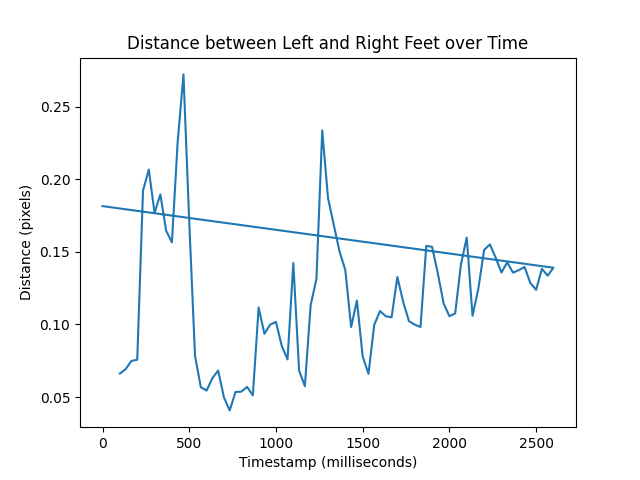 Distance between Left and Right Feet over Time
Distance (pixels)
0.25
0.20
0.15
0.10
0.05
0 500 1000 1500 2000 2500
Timestamp (milliseconds)